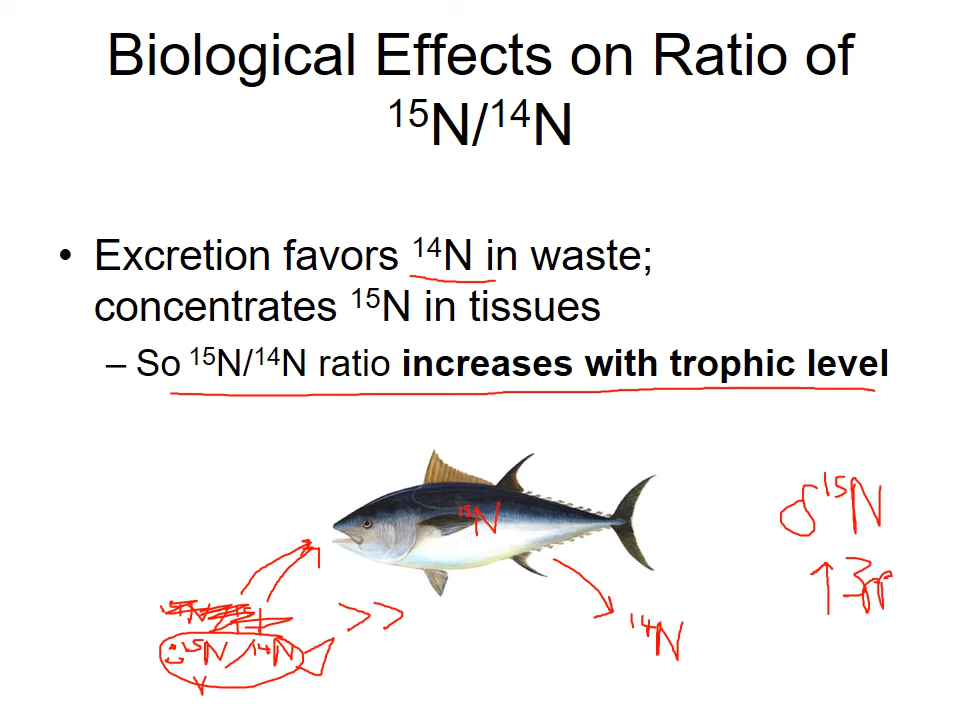 Biological Effects on Ratio of
¹⁵N/¹⁴N
• Excretion favors ¹⁴N in waste;
concentrates ¹⁵N in tissues
– So ¹⁵N/¹⁴N ratio increases with trophic level
¹⁵N
δ¹⁵N
↑ 3
>>
¹⁴N
¹⁵N/¹⁴N